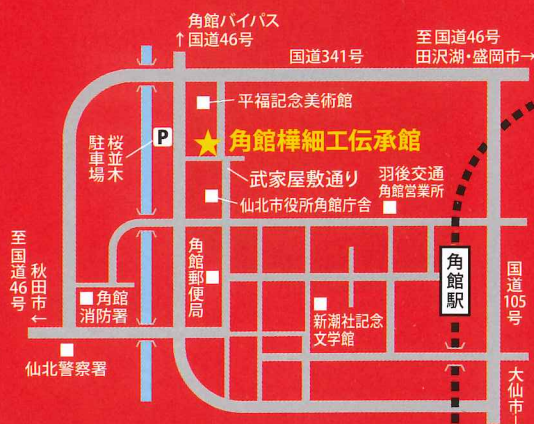 角館バイパス
↑国道46号
国道341号
至国道46号
田沢湖・盛岡市→
平福記念美術館
P
桜並木
駐車場
★角館樺細工伝承館
武家屋敷通り
羽後交通
角館営業所
仙北市役所角館庁舎
至国道46号
秋田市←
角館郵便局
角館駅
国道105号
角館
消防署
新潮社記念
文学館
仙北警察署
大仙市→